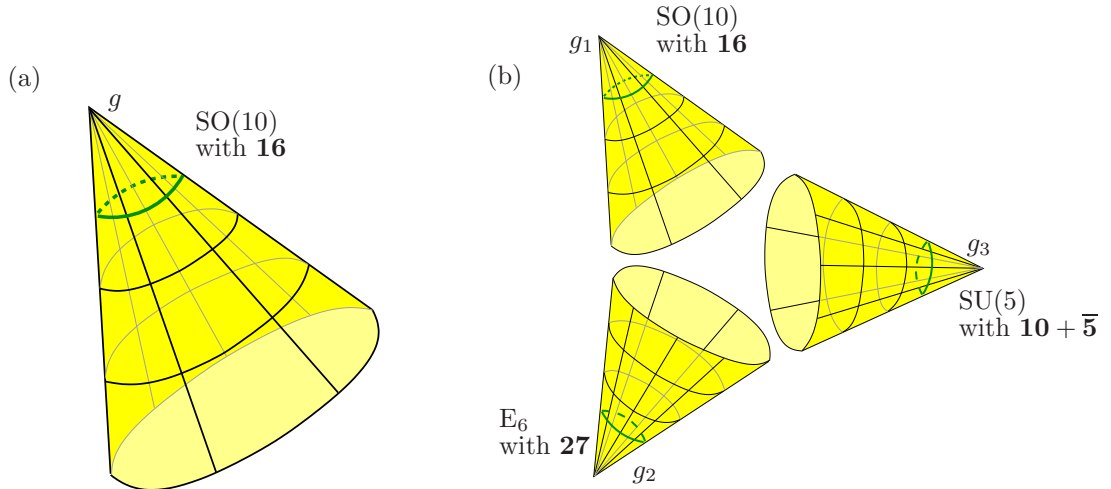 (a)
g
SO(10)
with 16
(b)
g1
SO(10)
with 16
g3
SU(5)
with 10 + 5̅
E6
with 27
g2